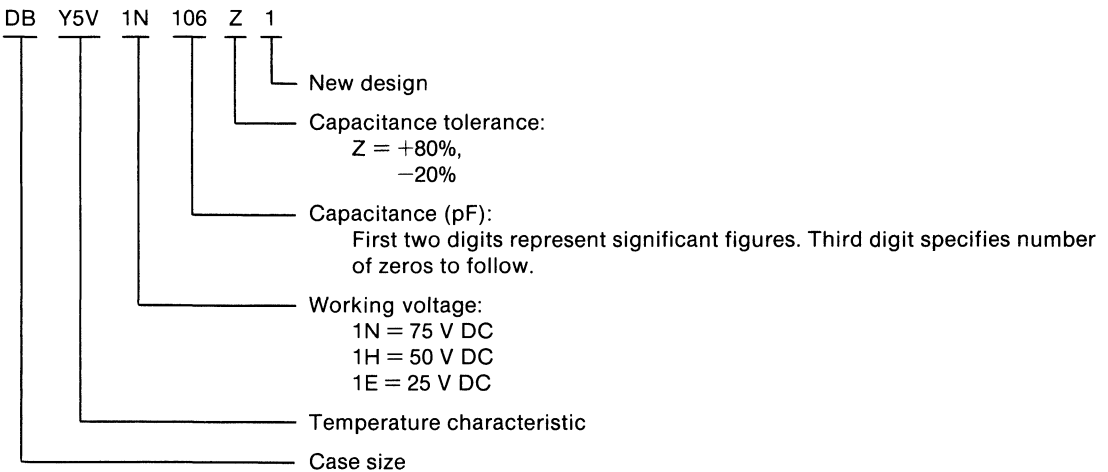 DB Y5V 1N 106 Z 1
New design
Capacitance tolerance:
Z = +80%,
−20%
Capacitance (pF):
First two digits represent significant figures. Third digit specifies number
of zeros to follow.
Working voltage:
1N = 75 V DC
1H = 50 V DC
1E = 25 V DC
Temperature characteristic
Case size